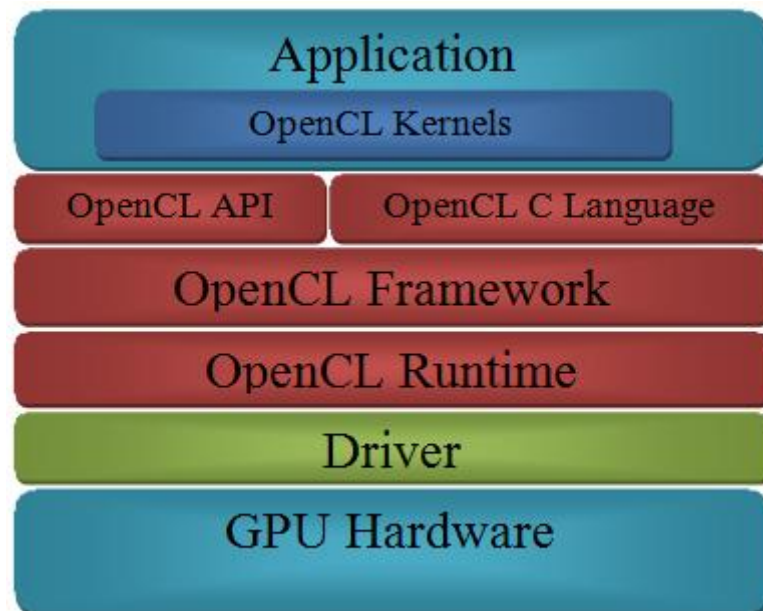 Application
OpenCL Kernels
OpenCL API
OpenCL C Language
OpenCL Framework
OpenCL Runtime
Driver
GPU Hardware